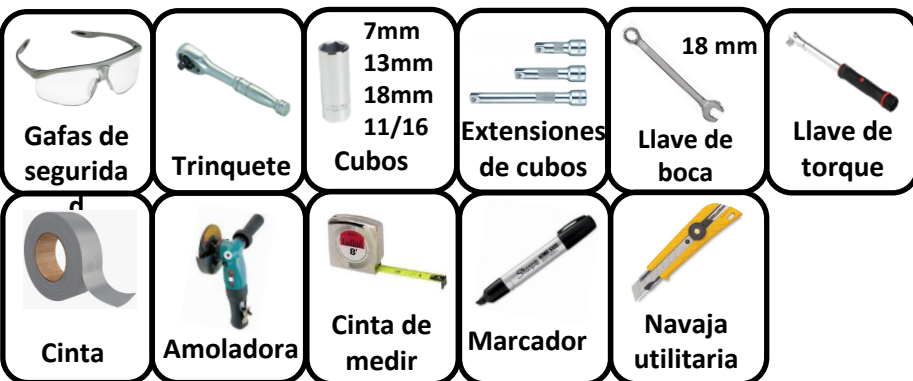 Gafas de
segurida
d
Trinquete
7mm
13mm
18mm
11/16
Cubos
Extensiones
de cubos
18 mm
Llave de
boca
Llave de
torque
Cinta
Amoladora
8'
Cinta de
medir
Sharpie
Marcador
Navaja
utilitaria